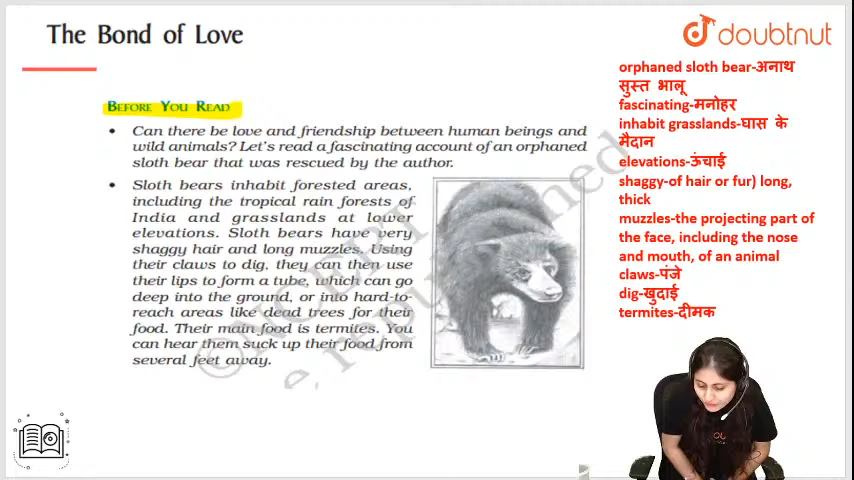 The Bond of Love
doubtnut
BEFORE YOU READ
• Can there be love and friendship between human beings and
wild animals? Let's read a fascinating account of an orphaned
sloth bear that was rescued by the author.
• Sloth bears inhabit forested areas,
including the tropical rain forests of
India and grasslands at lower
elevations. Sloth bears have very
shaggy hair and long muzzles. Using
their claws to dig, they can then use
their lips to form a tube, which can go
deep into the ground, or into hard-to-
reach areas like dead trees for their
food. Their main food is termites. You
can hear them suck up their food from
several feet away.
©NCERT
orphaned sloth bear-अनाथ
सुस्त भालू
fascinating-मनोहर
inhabit grasslands-घास के
मैदान
elevations-ऊंचाई
shaggy-of hair or fur) long,
thick
muzzles-the projecting part of
the face, including the nose
and mouth, of an animal
claws-पंजे
dig-खुदाई
termites-दीमक